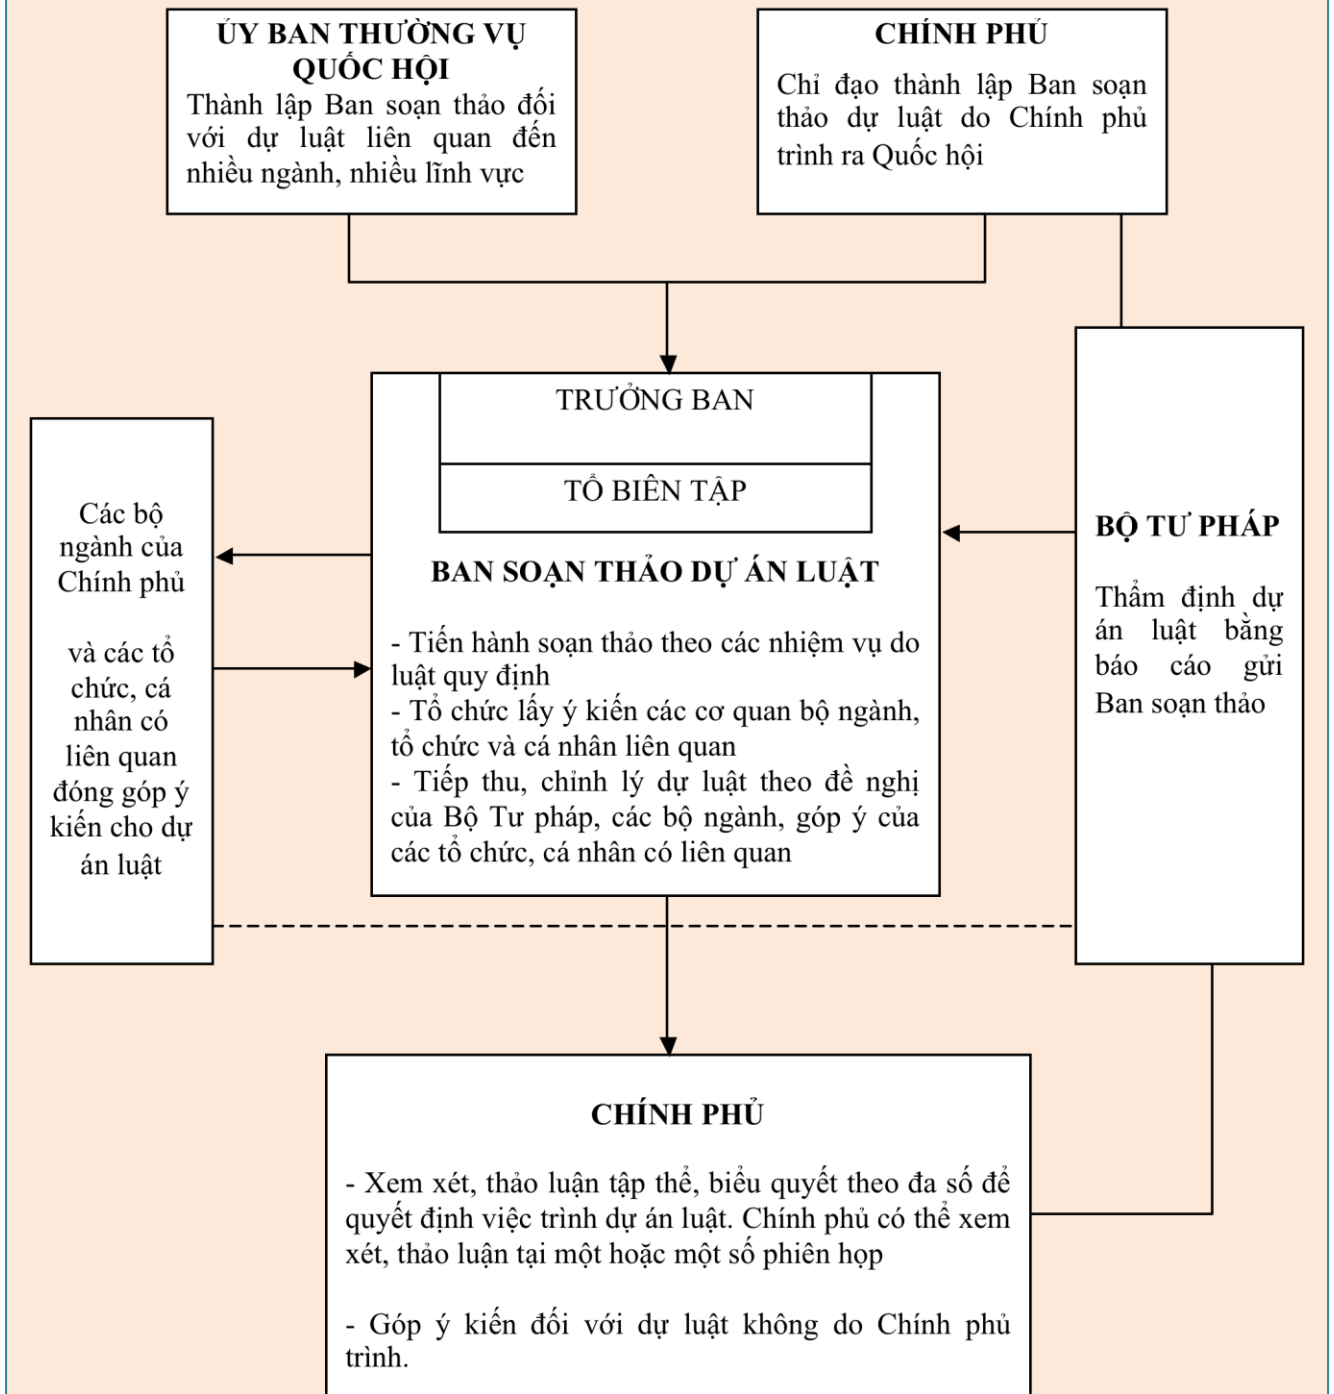 ỦY BAN THƯỜNG VỤ
QUỐC HỘI
Thành lập Ban soạn thảo đối
với dự luật liên quan đến
nhiều ngành, nhiều lĩnh vực
CHÍNH PHỦ
Chỉ đạo thành lập Ban soạn
thảo dự luật do Chính phủ
trình ra Quốc hội
TRƯỞNG BAN
TỔ BIÊN TẬP
BAN SOẠN THẢO DỰ ÁN LUẬT
- Tiến hành soạn thảo theo các nhiệm vụ do
luật quy định
- Tổ chức lấy ý kiến các cơ quan bộ ngành,
tổ chức và cá nhân liên quan
- Tiếp thu, chỉnh lý dự luật theo đề nghị
của Bộ Tư pháp, các bộ ngành, góp ý của
các tổ chức, cá nhân có liên quan
Các bộ
ngành của
Chính phủ
và các tổ
chức, cá
nhân có
liên quan
đóng góp ý
kiến cho dự
án luật
BỘ TƯ PHÁP
Thẩm định dự
án luật bằng
báo cáo gửi
Ban soạn thảo
CHÍNH PHỦ
- Xem xét, thảo luận tập thể, biểu quyết theo đa số để
quyết định việc trình dự án luật. Chính phủ có thể xem
xét, thảo luận tại một hoặc một số phiên họp
- Góp ý kiến đối với dự luật không do Chính phủ
trình.